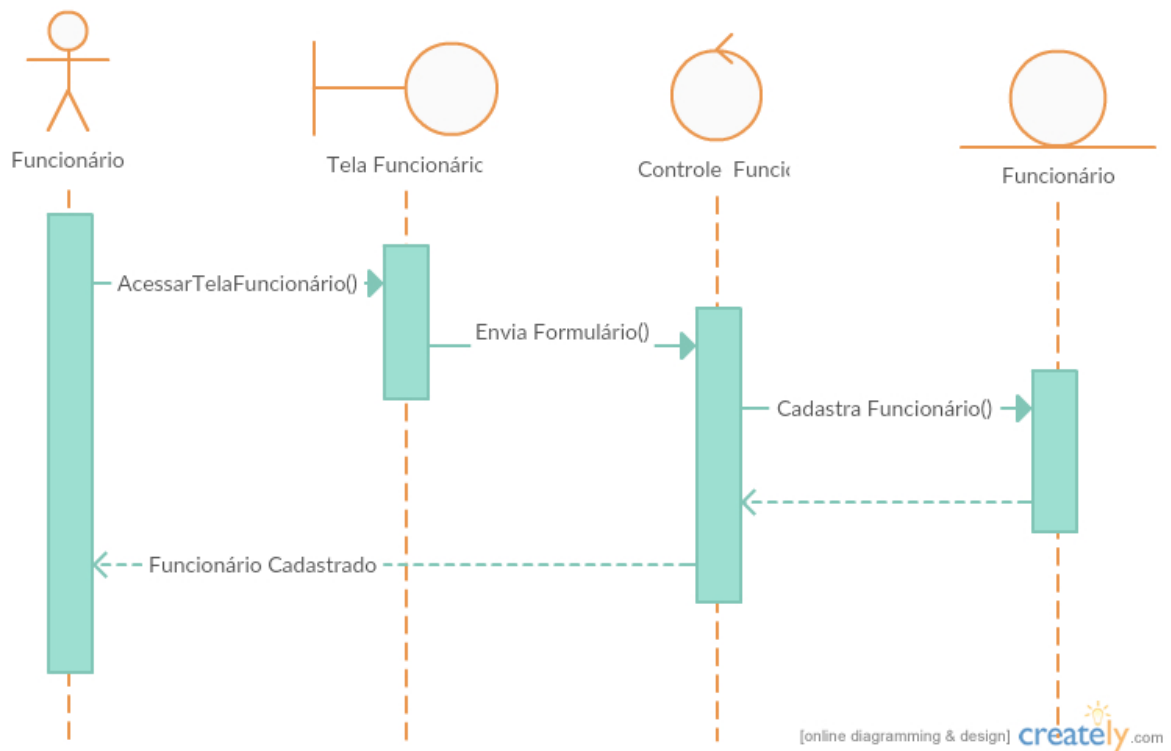 Funcionário
Tela Funcionáric
Controle Funci
Funcionário
AcessarTelaFuncionário()
Envia Formulário()
Cadastra Funcionário()
Funcionário Cadastrado
[online diagramming & design] creately.com